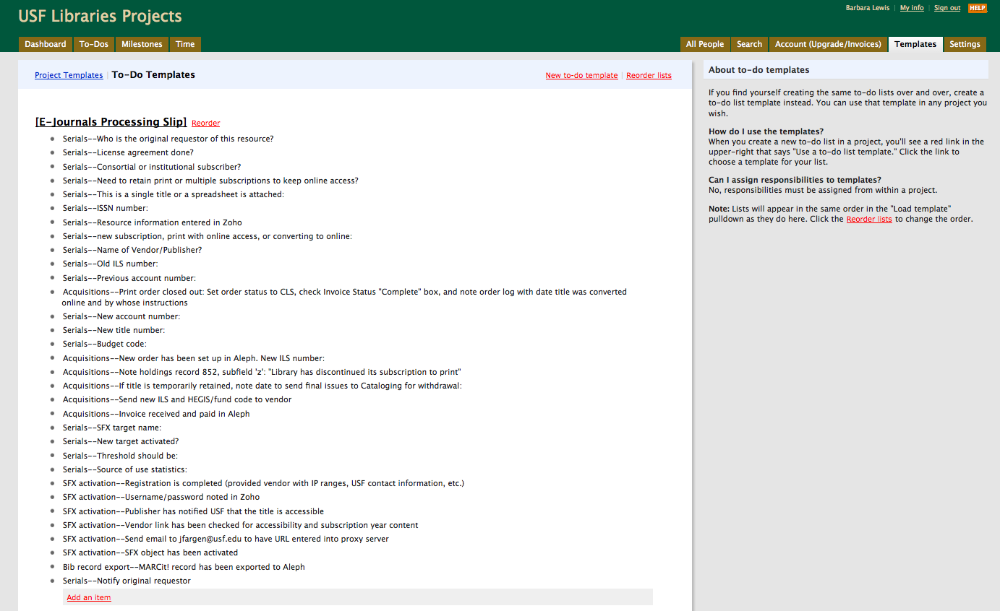 USF Libraries Projects
Barbara Lewis | My info | Sign out HELP
Dashboard To-Dos Milestones Time
All People Search Account (Upgrade/Invoices) Templates Settings
Project Templates | To-Do Templates
New to-do template | Reorder lists
[E-Journals Processing Slip] Reorder
Serials--Who is the original requestor of this resource?
Serials--License agreement done?
Serials--Consortial or institutional subscriber?
Serials--Need to retain print or multiple subscriptions to keep online access?
Serials--This is a single title or a spreadsheet is attached:
Serials--ISSN number:
Serials--Resource information entered in Zoho
Serials--new subscription, print with online access, or converting to online:
Serials--Name of Vendor/Publisher?
Serials--Old ILS number:
Serials--Previous account number:
Acquisitions--Print order closed out: Set order status to CLS, check Invoice Status "Complete" box, and note order log with date title was converted
online and by whose instructions
Serials--New account number:
Serials--New title number:
Serials--Budget code:
Acquisitions--New order has been set up in Aleph. New ILS number:
Acquisitions--Note holdings record 852, subfield 'z': "Library has discontinued its subscription to print"
Acquisitions--If title is temporarily retained, note date to send final issues to Cataloging for withdrawal:
Acquisitions--Send new ILS and HEGIS/fund code to vendor
Acquisitions--Invoice received and paid in Aleph
Serials--SFX target name:
Serials--New target activated?
Serials--Threshold should be:
Serials--Source of use statistics:
SFX activation--Registration is completed (provided vendor with IP ranges, USF contact information, etc.)
SFX activation--Username/password noted in Zoho
SFX activation--Publisher has notified USF that the title is accessible
SFX activation--Vendor link has been checked for accessibility and subscription year content
SFX activation--Send email to jfargen@usf.edu to have URL entered into proxy server
SFX activation--SFX object has been activated
Bib record export--MARCit! record has been exported to Aleph
Serials--Notify original requestor
Add an item
About to-do templates
If you find yourself creating the same to-do lists over and over, create a
to-do list template instead. You can use that template in any project you
wish.
How do I use the templates?
When you create a new to-do list in a project, you'll see a red link in the
upper-right that says "Use a to-do list template." Click the link to
choose a template for your list.
Can I assign responsibilities to templates?
No, responsibilities must be assigned from within a project.
Note: Lists will appear in the same order in the "Load template"
pulldown as they do here. Click the Reorder lists to change the order.